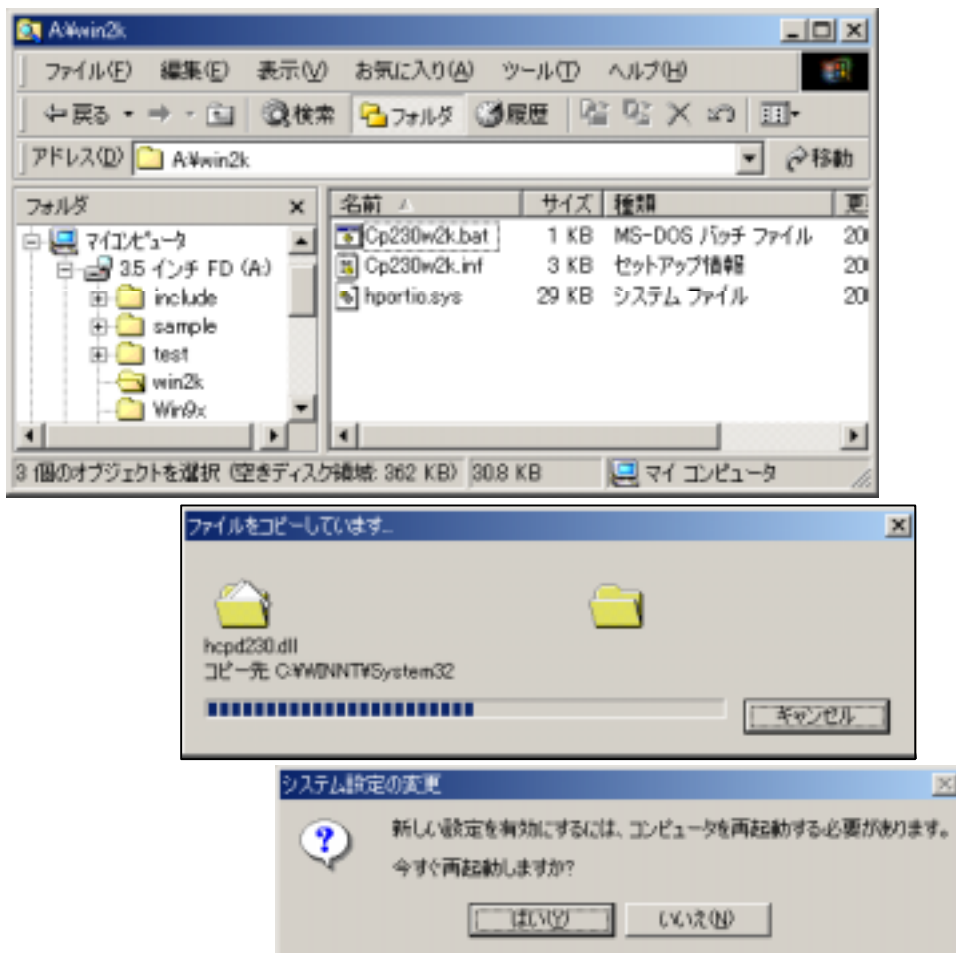 A:¥win2k
ファイル(F) 編集(E) 表示(V) お気に入り(A) ツール(T) ヘルプ(H)
戻る 検索 フォルダ 履歴
アドレス(D) A:¥win2k 移動
フォルダ
マイコンピュータ
3.5 インチ FD (A:)
include
sample
test
win2k
Win9x
名前 サイズ 種類 更
Cp230w2k.bat 1 KB MS-DOS バッチ ファイル 20
Cp230w2k.inf 3 KB セットアップ情報 20
hportio.sys 29 KB システム ファイル 20
3 個のオブジェクトを選択 (空きディスク領域: 362 KB) 30.8 KB マイ コンピュータ
ファイルをコピーしています...
hcpd230.dll
コピー先 C:¥WINNT¥System32
キャンセル
システム設定の変更
新しい設定を有効にするには、コンピュータを再起動する必要があります。
今すぐ再起動しますか?
はい(Y) いいえ(N)